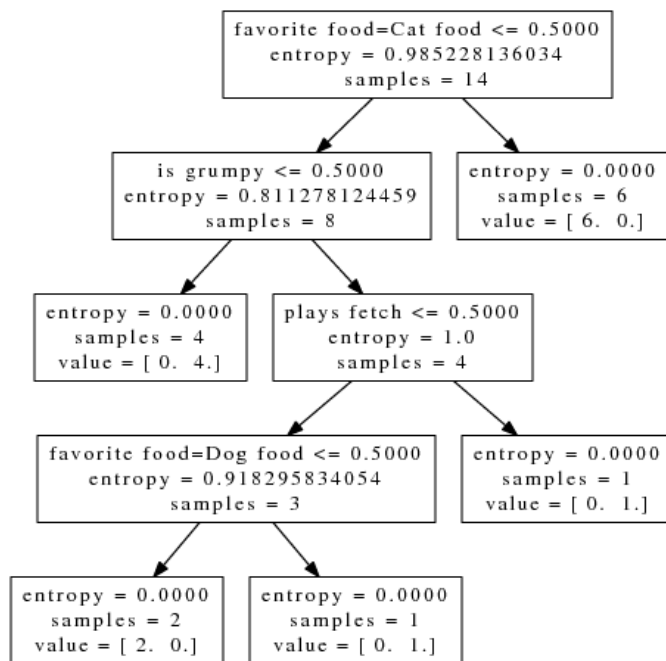 favorite food=Cat food <= 0.5000
entropy = 0.985228136034
samples = 14
is grumpy <= 0.5000
entropy = 0.811278124459
samples = 8
entropy = 0.0000
samples = 6
value = [ 6. 0.]
entropy = 0.0000
samples = 4
value = [ 0. 4.]
plays fetch <= 0.5000
entropy = 1.0
samples = 4
favorite food=Dog food <= 0.5000
entropy = 0.918295834054
samples = 3
entropy = 0.0000
samples = 1
value = [ 0. 1.]
entropy = 0.0000
samples = 2
value = [ 2. 0.]
entropy = 0.0000
samples = 1
value = [ 0. 1.]